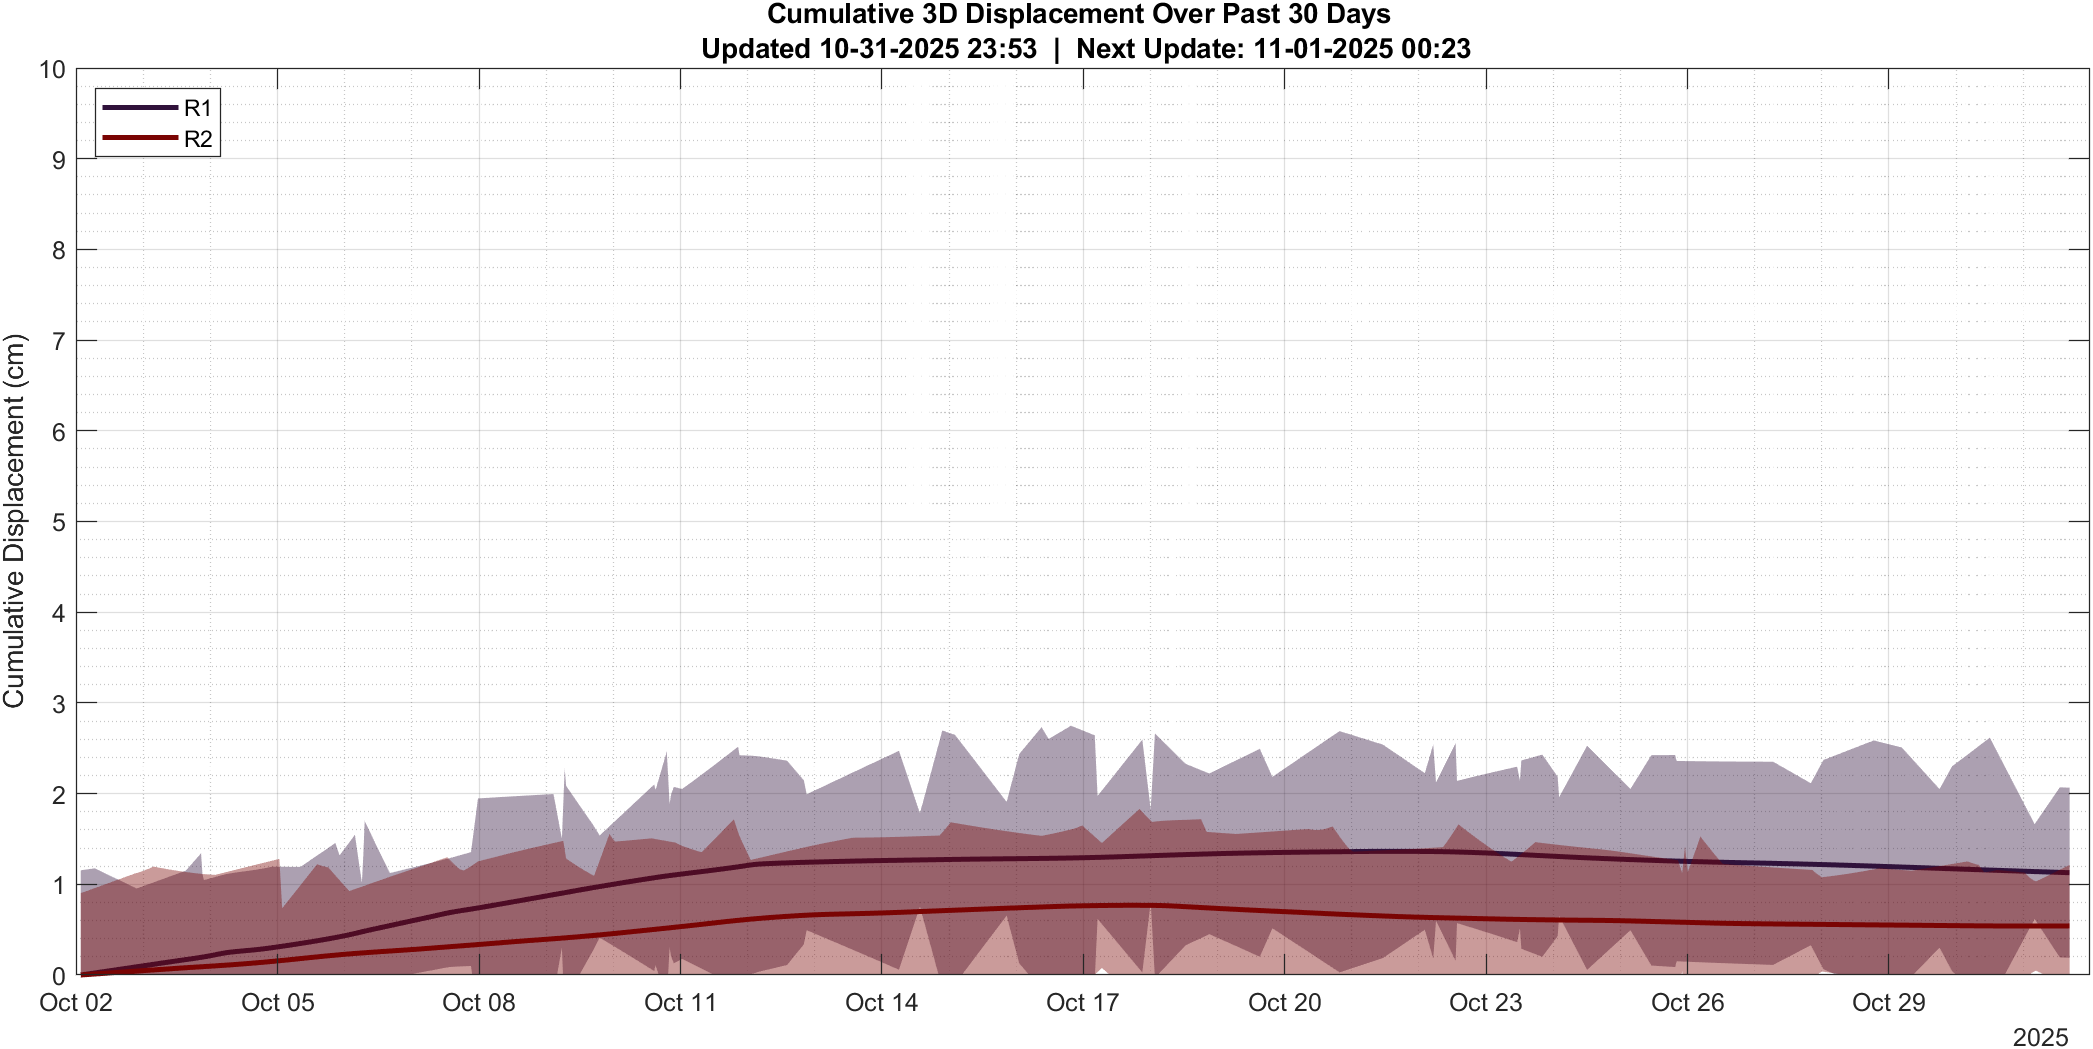 Cumulative 3D Displacement Over Past 30 Days
Updated 10-31-2025 23:53 | Next Update: 11-01-2025 00:23
R1
R2
Cumulative Displacement (cm)
10
9
8
7
6
5
4
3
2
1
0
Oct 02 Oct 05 Oct 08 Oct 11 Oct 14 Oct 17 Oct 20 Oct 23 Oct 26 Oct 29
2025